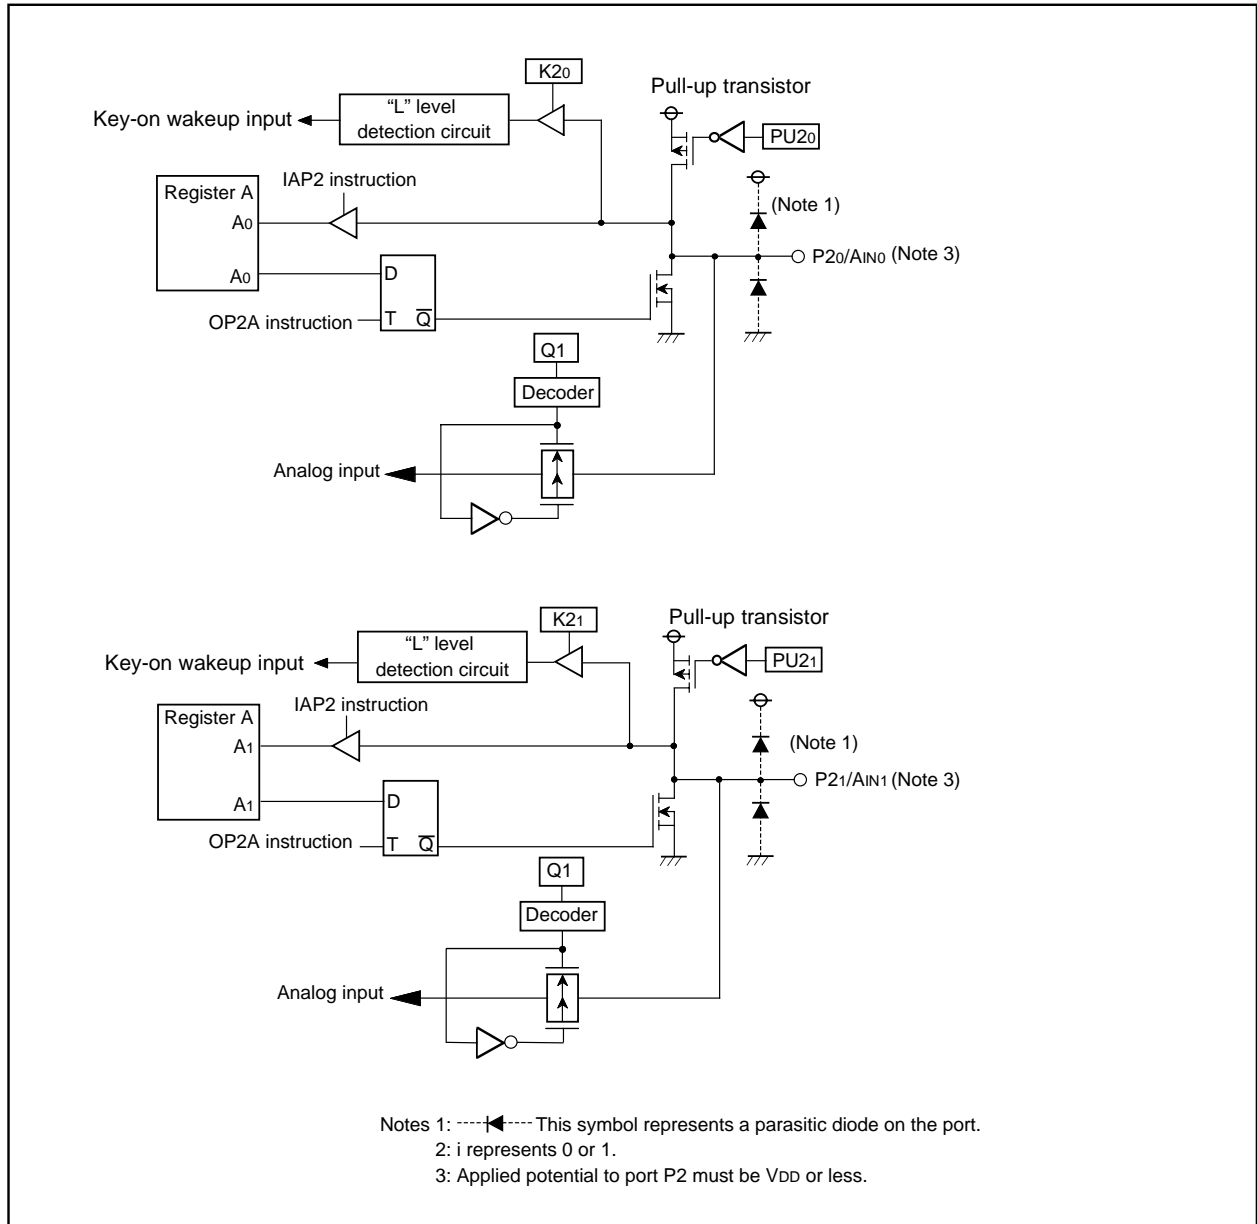 K20
Pull-up transistor
Key-on wakeup input
“L” level
detection circuit
PU20
Register A
IAP2 instruction
(Note 1)
A0
P20/AIN0 (Note 3)
A0
D
OP2A instruction
T Q̅
Q1
Decoder
Analog input
K21
Pull-up transistor
Key-on wakeup input
“L” level
detection circuit
PU21
Register A
IAP2 instruction
(Note 1)
A1
P21/AIN1 (Note 3)
A1
D
OP2A instruction
T Q̅
Q1
Decoder
Analog input
Notes 1: This symbol represents a parasitic diode on the port.
2: i represents 0 or 1.
3: Applied potential to port P2 must be VDD or less.